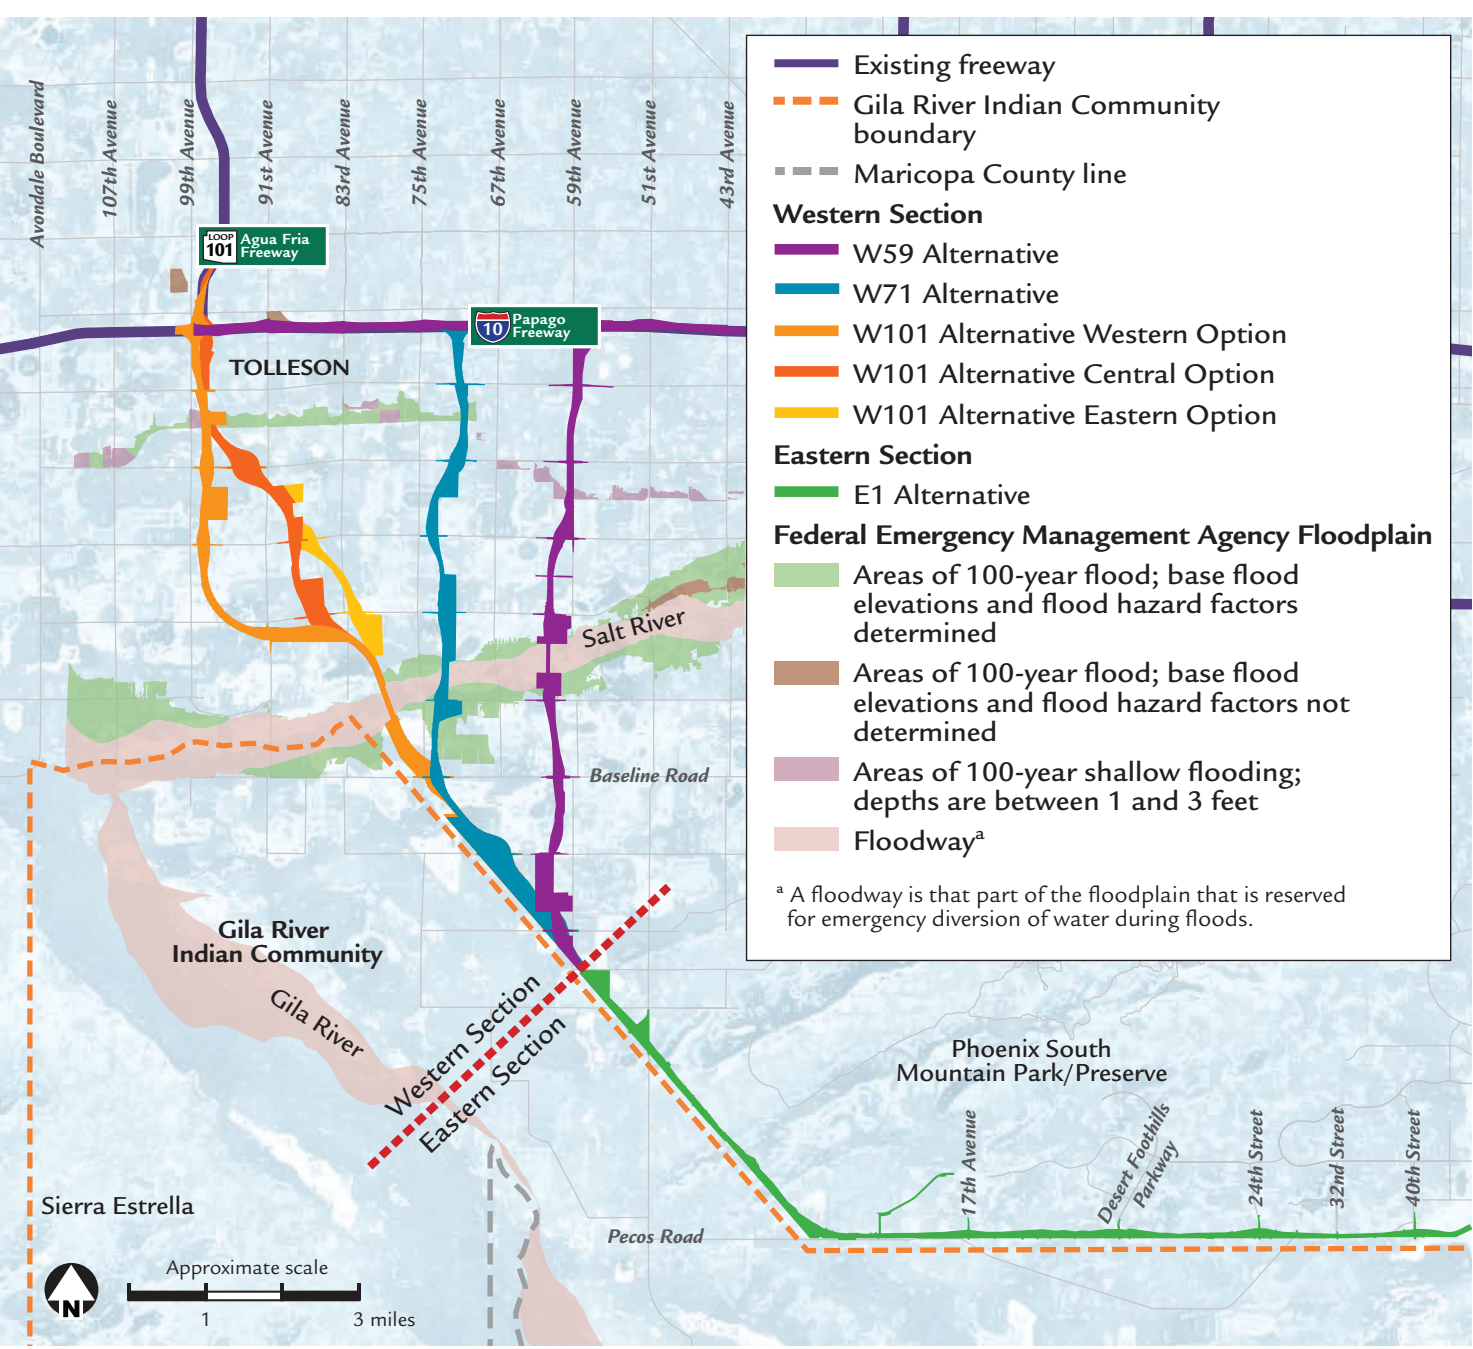 Avondale Boulevard
107th Avenue
99th Avenue
91st Avenue
83rd Avenue
75th Avenue
67th Avenue
59th Avenue
51st Avenue
43rd Avenue
LOOP
101
Agua Fria
Freeway
10
Papago
Freeway
TOLLESON
Salt River
Baseline Road
Gila River
Indian Community
Gila River
Western Section
Eastern Section
Sierra Estrella
Pecos Road
Phoenix South
Mountain Park/Preserve
17th Avenue
Desert Foothills
Parkway
24th Street
32nd Street
40th Street
N
Approximate scale
1
3 miles
Existing freeway
Gila River Indian Community
boundary
Maricopa County line
Western Section
W59 Alternative
W71 Alternative
W101 Alternative Western Option
W101 Alternative Central Option
W101 Alternative Eastern Option
Eastern Section
E1 Alternative
Federal Emergency Management Agency Floodplain
Areas of 100-year flood; base flood
elevations and flood hazard factors
determined
Areas of 100-year flood; base flood
elevations and flood hazard factors not
determined
Areas of 100-year shallow flooding;
depths are between 1 and 3 feet
Floodwayᵃ
ᵃ A floodway is that part of the floodplain that is reserved
for emergency diversion of water during floods.